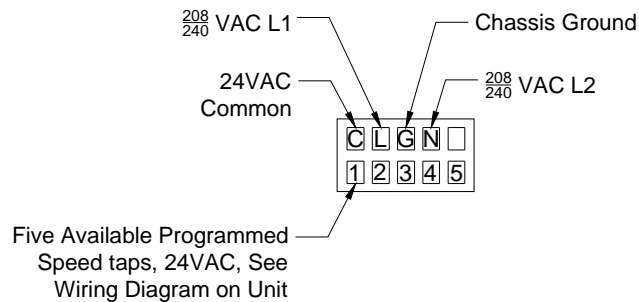 208/240 VAC L1
Chassis Ground
24VAC
Common
208/240 VAC L2
C L G N
1 2 3 4 5
Five Available Programmed
Speed taps, 24VAC, See
Wiring Diagram on Unit